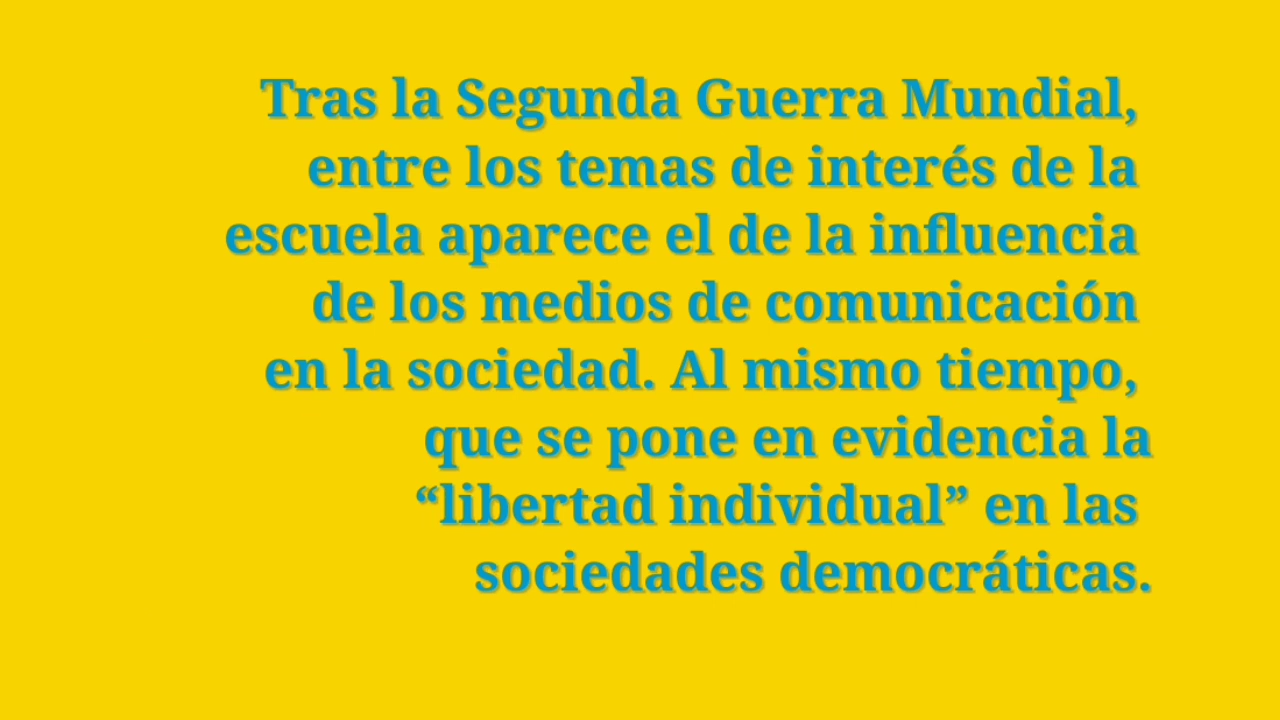 Tras la Segunda Guerra Mundial,
entre los temas de interés de la
escuela aparece el de la influencia
de los medios de comunicación
en la sociedad. Al mismo tiempo,
que se pone en evidencia la
“libertad individual” en las
sociedades democráticas.